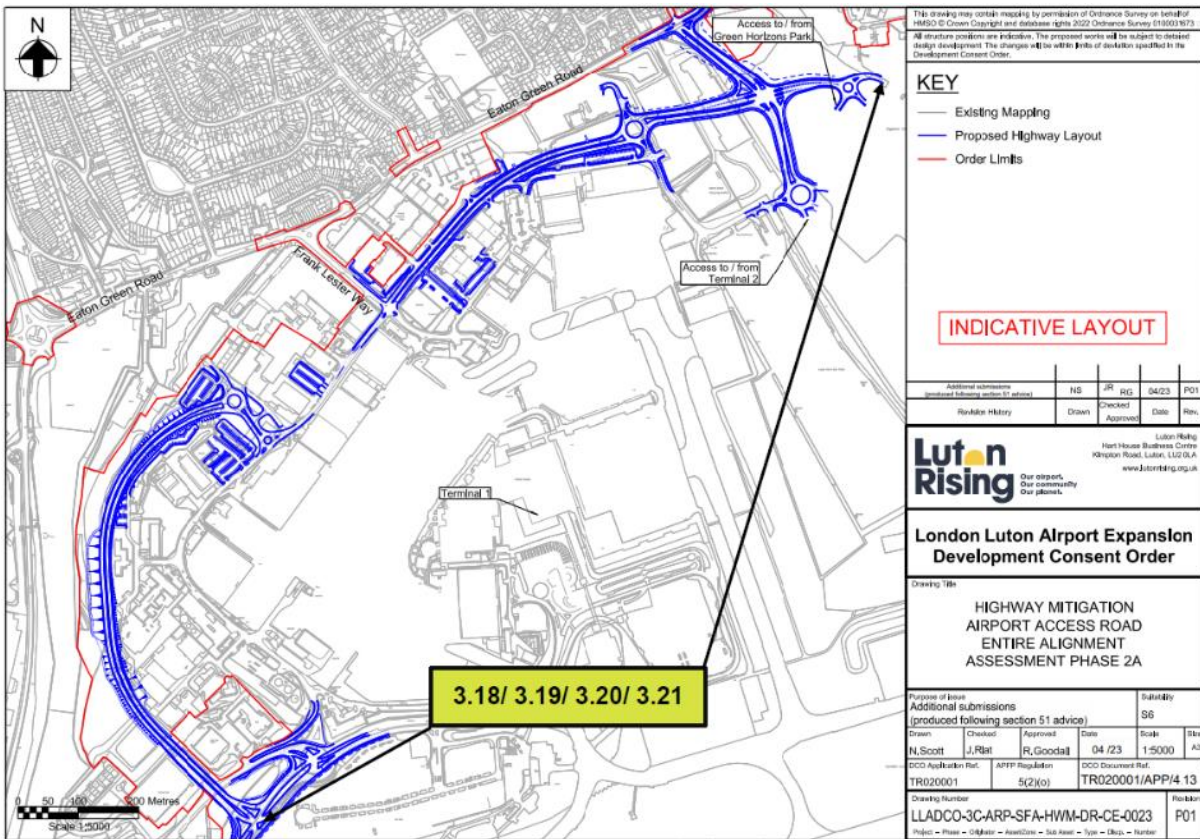 N
Access to / from
Green Horizons Park
Eaton Green Road
Frank Lester Way
Eaton Green Road
Access to / from
Terminal 2
Terminal 1
3.18/ 3.19/ 3.20/ 3.21
0 50 100 200 Metres
Scale 1:5000
This drawing may contain mapping by permission of Ordnance Survey on behalf of
HMSO © Crown Copyright and database rights 2022 Ordnance Survey 0100031673
All structure positions are indicative. The proposed works will be subject to detailed
design development. The changes will be within limits of deviation specified in the
Development Consent Order.
KEY
Existing Mapping
Proposed Highway Layout
Order Limits
INDICATIVE LAYOUT
Additional submissions
(produced following section 51 advice)
NS
JR
RG
04/23
P01
Revision History
Drawn
Checked
Approved
Date
Rev.
Luton
Rising
Our airport.
Our community
Our planet.
Luton Rising
Hart House Business Centre
Kimpton Road, Luton, LU2 0LA
www.lutonrising.org.uk
London Luton Airport Expansion
Development Consent Order
Drawing Title
HIGHWAY MITIGATION
AIRPORT ACCESS ROAD
ENTIRE ALIGNMENT
ASSESSMENT PHASE 2A
Purpose of issue
Additional submissions
(produced following section 51 advice)
Suitability
S6
Drawn
N.Scott
Checked
J.Riat
Approved
R.Goodall
Date
04 /23
Scale
1:5000
DCO Application Ref.
TR020001
APFP Regulation
5(2)(o)
DCO Document Ref.
TR020001/APP/4 13
Drawing Number
LLADCO-3C-ARP-SFA-HWM-DR-CE-0023
Project – Phase – Originator – Asset/Zone – Sub Asset – Type – Discp. – Number
Revision
P01